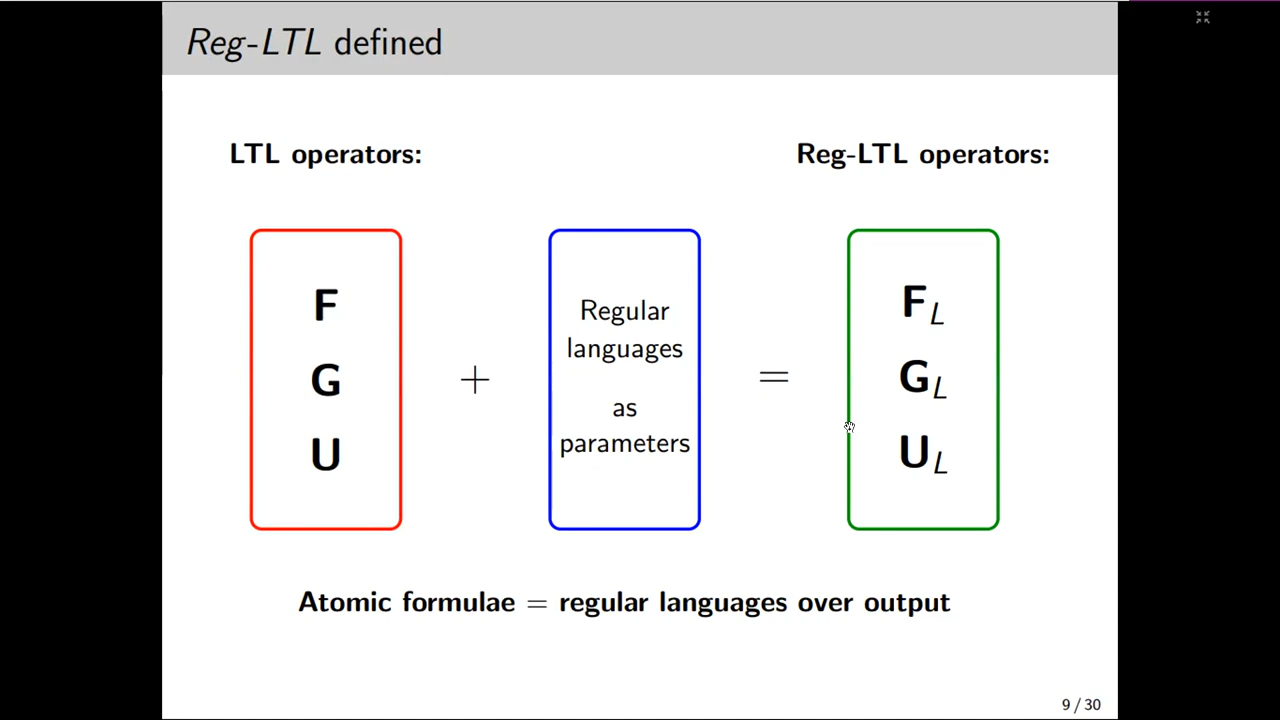 Reg-LTL defined
LTL operators:
Reg-LTL operators:
F
G
U
+
Regular
languages
as
parameters
=
F_L
G_L
U_L
Atomic formulae = regular languages over output
9 / 30